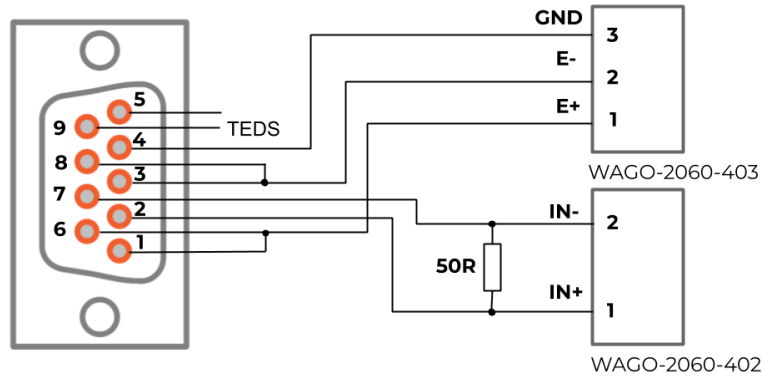 GND
3
E-
2
5
E+
1
9
TEDS
4
8
3
WAGO-2060-403
7
2
IN-
2
6
1
50R
IN+
1
WAGO-2060-402